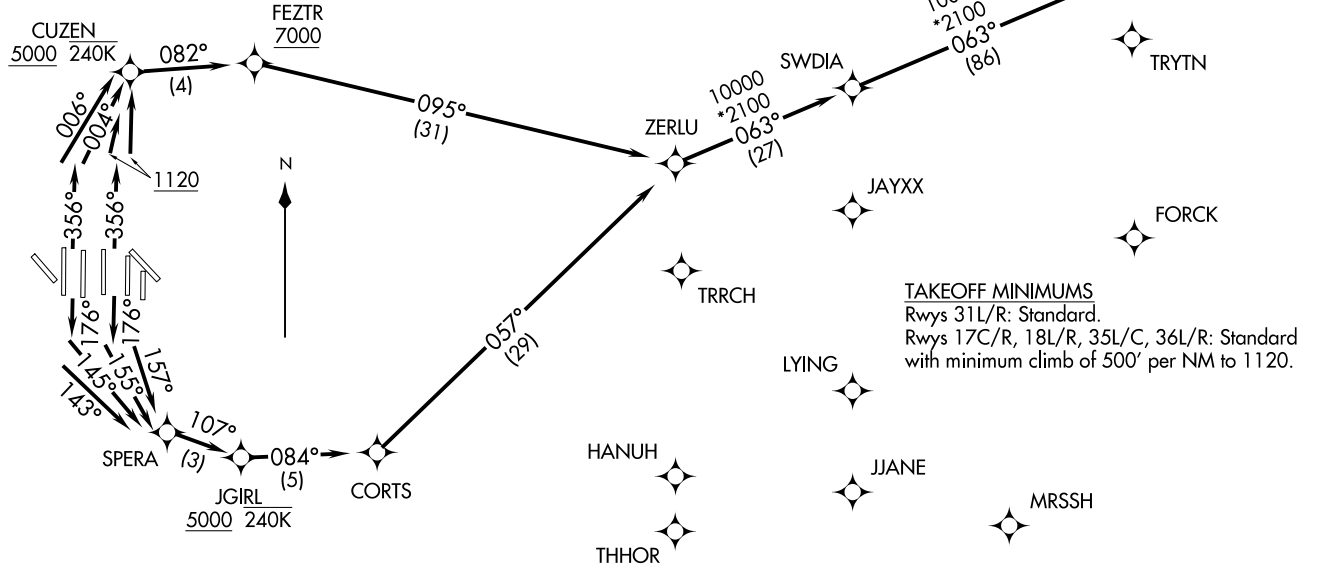 FEZTR
7000
CUZEN
5000 240K
082°
(4)
006°
004°
1120
356°
356°
095°
(31)
N
ZERLU
10000
*2100
063°
(27)
SWDIA
*2100
063°
(86)
TRYTN
JAYXX
FORCK
TRRCH
TAKEOFF MINIMUMS
Rwys 31L/R: Standard.
Rwys 17C/R, 18L/R, 35L/C, 36L/R: Standard
with minimum climb of 500' per NM to 1120.
057°
(29)
176°
176°
157°
155°
145°
143°
SPERA
107°
(3)
084°
(5)
JGIRL
5000 240K
CORTS
LYING
HANUH
JJANE
MRSSH
THHOR